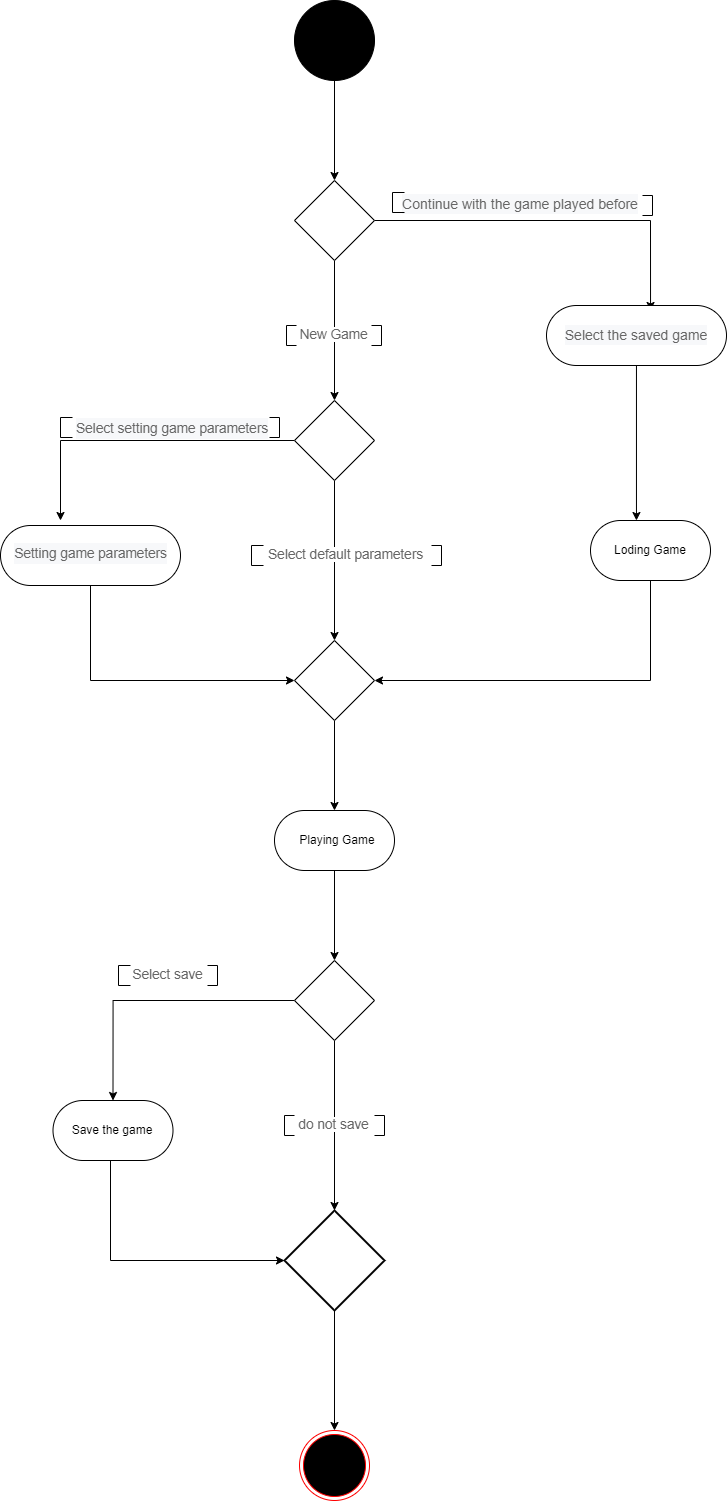 Continue with the game played before
New Game
Select the saved game
Select setting game parameters
Setting game parameters
Select default parameters
Loding Game
Playing Game
Select save
do not save
Save the game